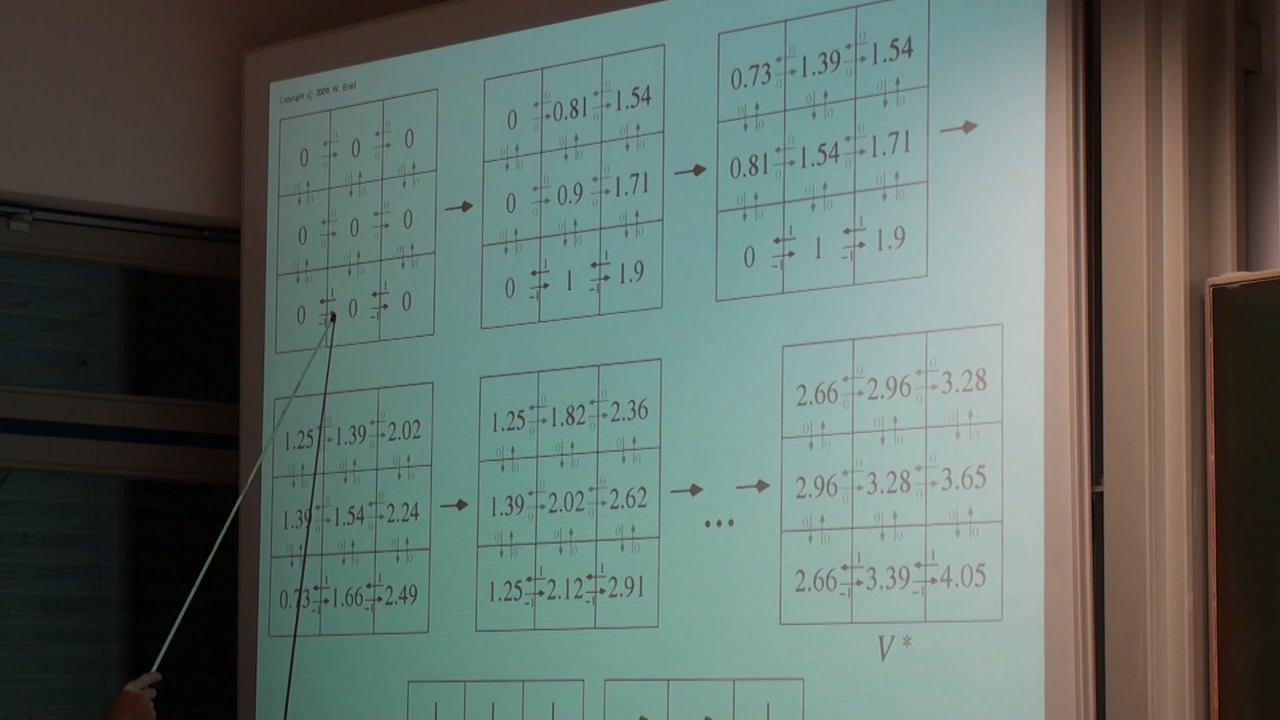 Copyright © 2009 W. Ertel
0 0 0
0 0 0
0 0 0
0 0.81 1.54
0 0.9 1.71
0 1 1.9
0.73 1.39 1.54
0.81 1.54 1.71
0 1 1.9
1.25 1.39 2.02
1.39 1.54 2.24
0.73 1.66 2.49
1.25 1.82 2.36
1.39 2.02 2.62
1.25 2.12 2.91
...
2.66 2.96 3.28
2.96 3.28 3.65
2.66 3.39 4.05
V*